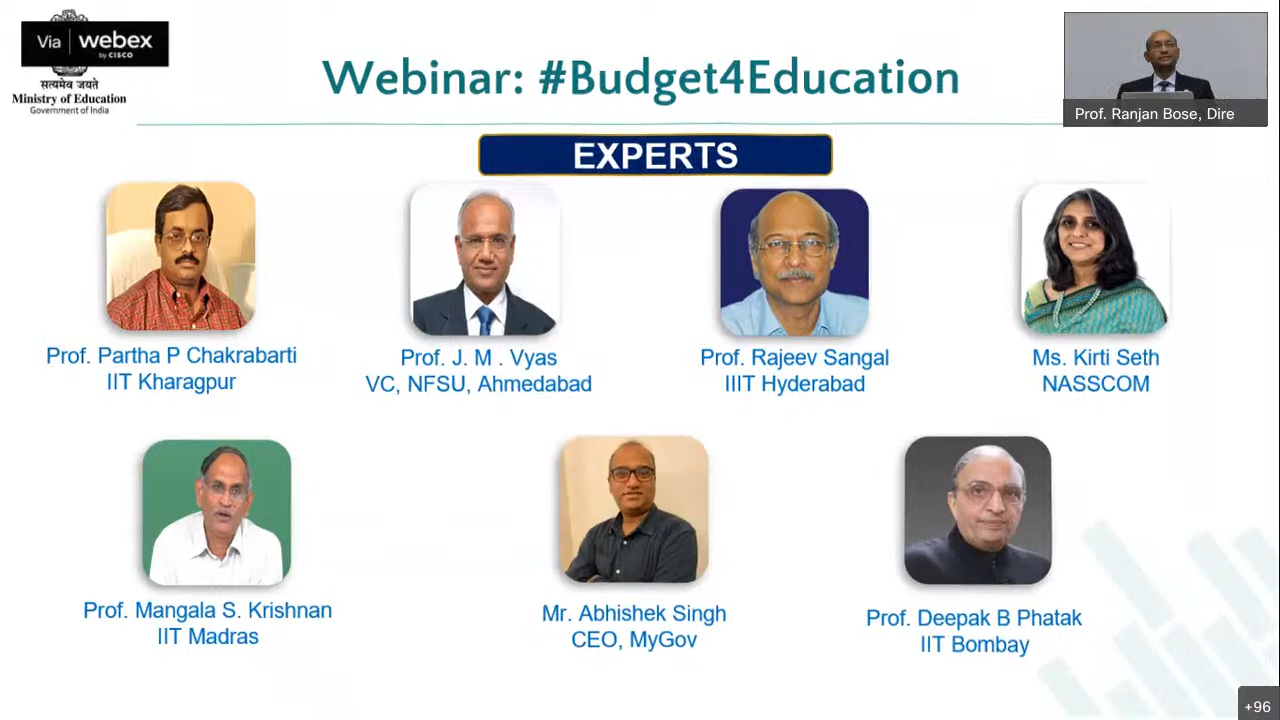 Via webex
by CISCO
सत्यमेव जयते
Ministry of Education
Government of India
Webinar: #Budget4Education
Prof. Ranjan Bose, Dire
EXPERTS
Prof. Partha P Chakrabarti
IIT Kharagpur
Prof. J. M . Vyas
VC, NFSU, Ahmedabad
Prof. Rajeev Sangal
IIIT Hyderabad
Ms. Kirti Seth
NASSCOM
Prof. Mangala S. Krishnan
IIT Madras
Mr. Abhishek Singh
CEO, MyGov
Prof. Deepak B Phatak
IIT Bombay
+96